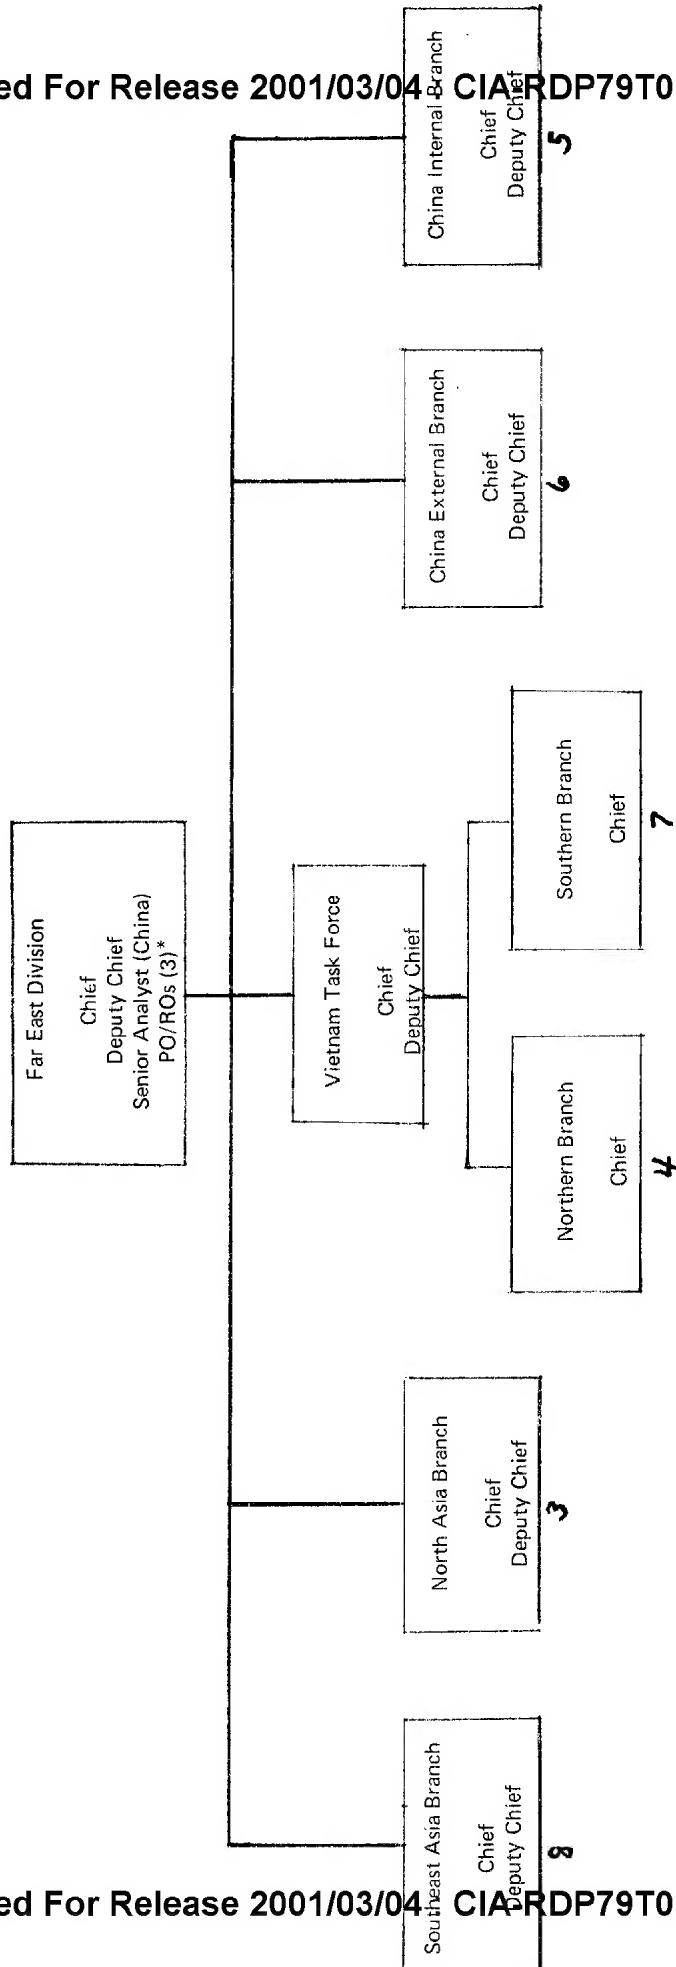 ed For Release 2001/03/04 : CIA-RDP79T0
Far East Division
Chief
Deputy Chief
Senior Analyst (China)
PO/ROs (3)*
Southeast Asia Branch
Chief
Deputy Chief
8
North Asia Branch
Chief
Deputy Chief
3
Vietnam Task Force
Chief
Deputy Chief
Northern Branch
Chief
4
Southern Branch
Chief
7
China External Branch
Chief
Deputy Chief
6
China Internal Branch
Chief
Deputy Chief
5
ed For Release 2001/03/04 : CIA-RDP79T0